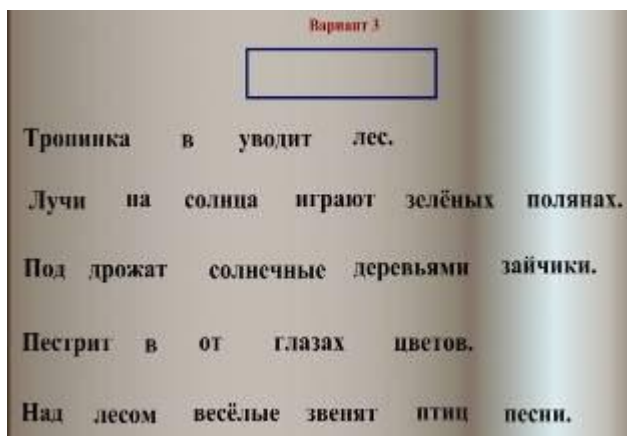 Вариант 3
Тропинка в уводит лес.
Лучи на солнца играют зелёных полянах.
Под дрожат солнечные деревьями зайчики.
Пестрит в от глазах цветов.
Над лесом весёлые звенят птиц песни.